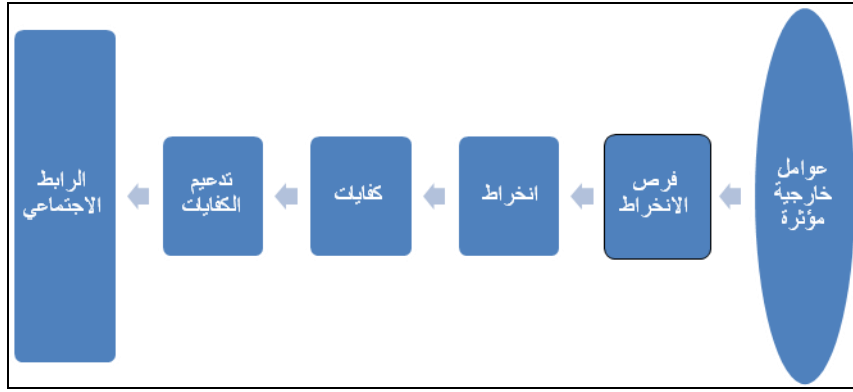 عوامل
خارجية
مؤثرة
فرص
الانخراط
انخراط
كفايات
تدعيم
الكفايات
الرابط
الاجتماعي